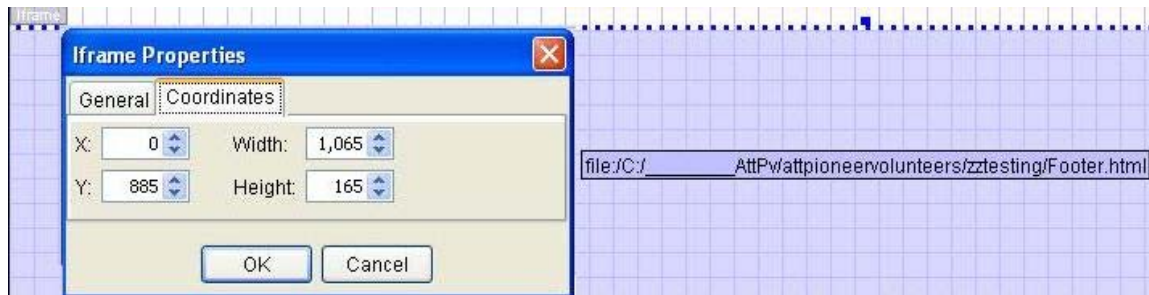 Iframe
Iframe Properties
General Coordinates
X: 0 Width: 1,065
Y: 885 Height: 165
file:/C:/_________AttPv/attpioneervolunteers/zztesting/Footer.html
OK Cancel